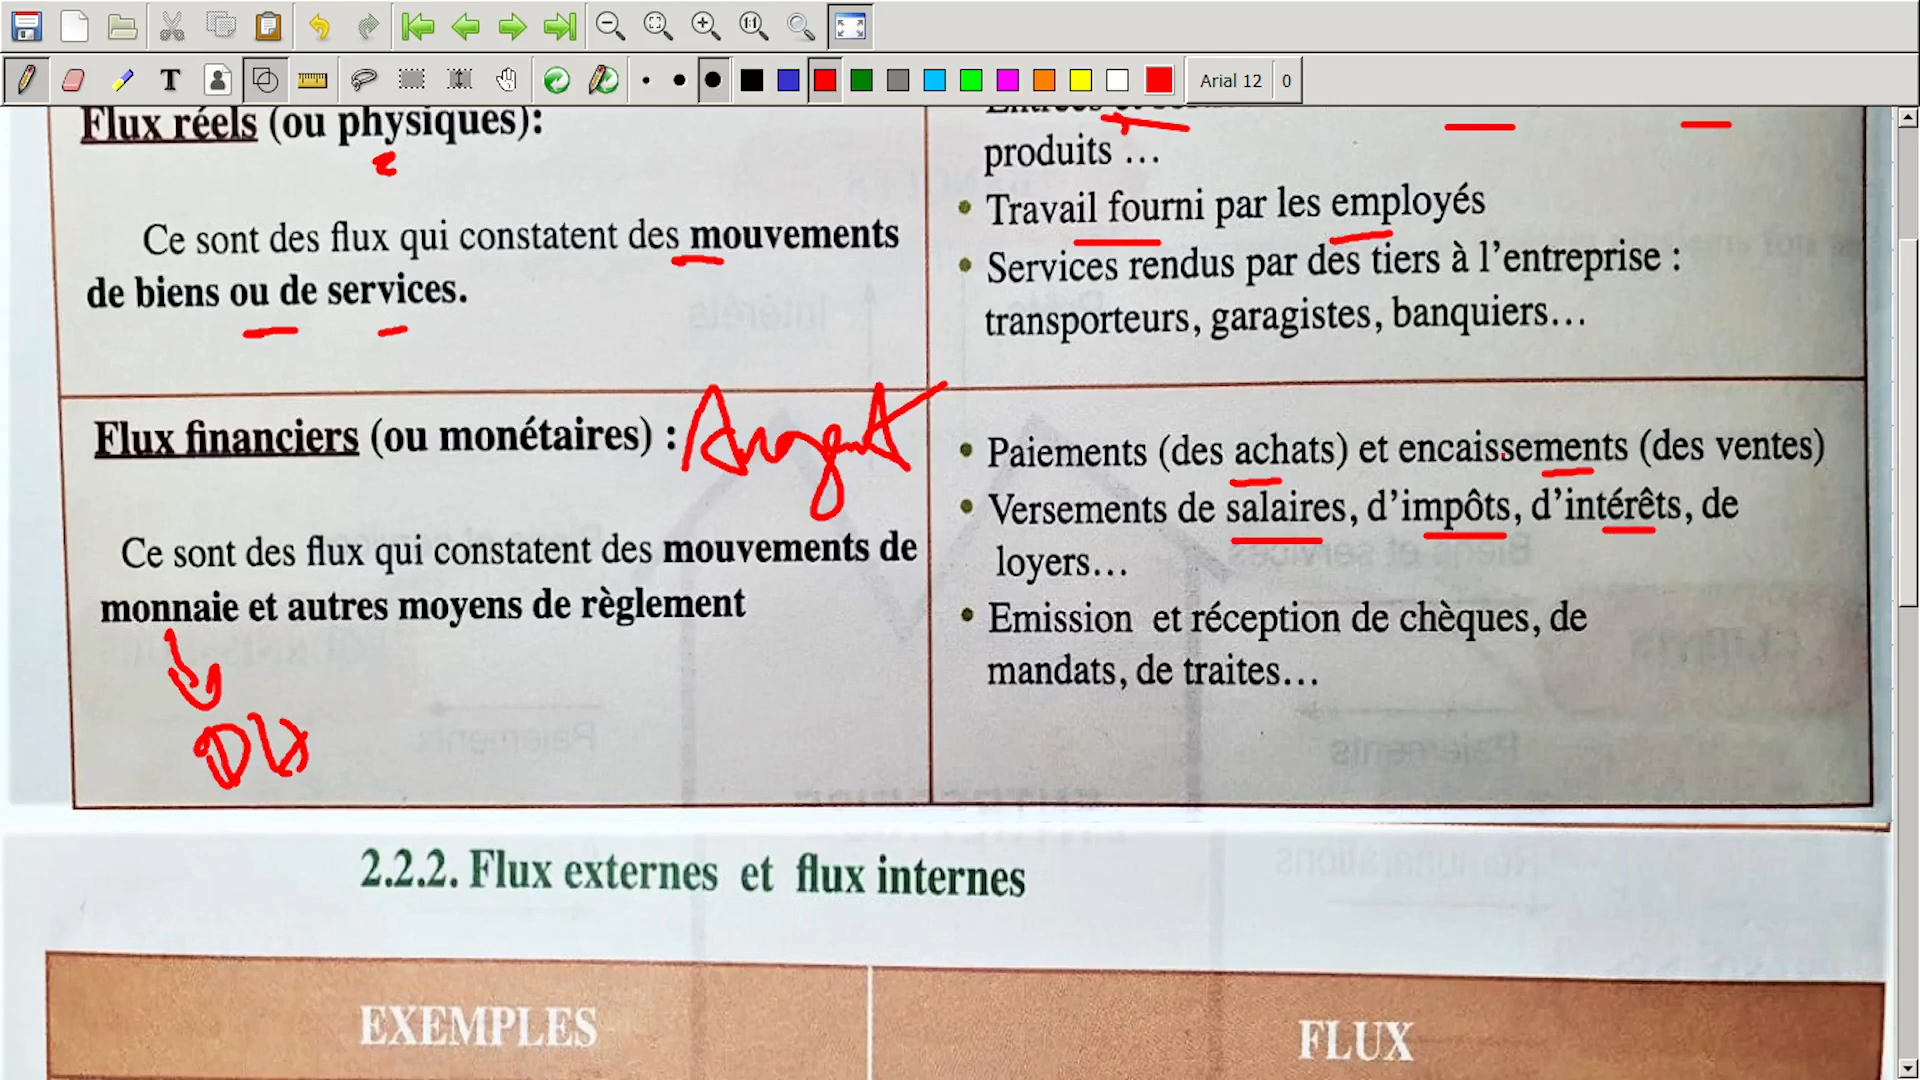 Arial 12 0
Flux réels (ou physiques):
Ce sont des flux qui constatent des mouvements
de biens ou de services.
produits …
• Travail fourni par les employés
• Services rendus par des tiers à l'entreprise :
transporteurs, garagistes, banquiers…
Flux financiers (ou monétaires) : Argent
Ce sont des flux qui constatent des mouvements de
monnaie et autres moyens de règlement
DH
• Paiements (des achats) et encaissements (des ventes)
• Versements de salaires, d'impôts, d'intérêts, de
loyers…
• Emission et réception de chèques, de
mandats, de traites…
2.2.2. Flux externes et flux internes
EXEMPLES
FLUX